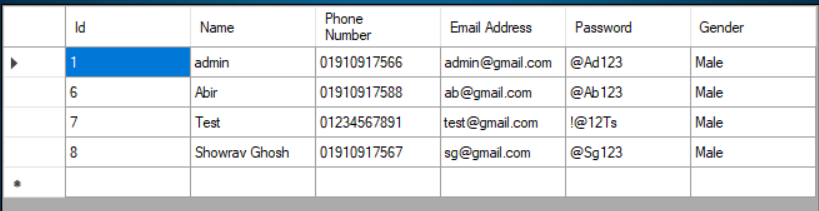 Id Name Phone Number Email Address Password Gender
1 admin 01910917566 admin@gmail.com @Ad123 Male
6 Abir 01910917588 ab@gmail.com @Ab123 Male
7 Test 01234567891 test@gmail.com !@12Ts Male
8 Showrav Ghosh 01910917567 sg@gmail.com @Sg123 Male